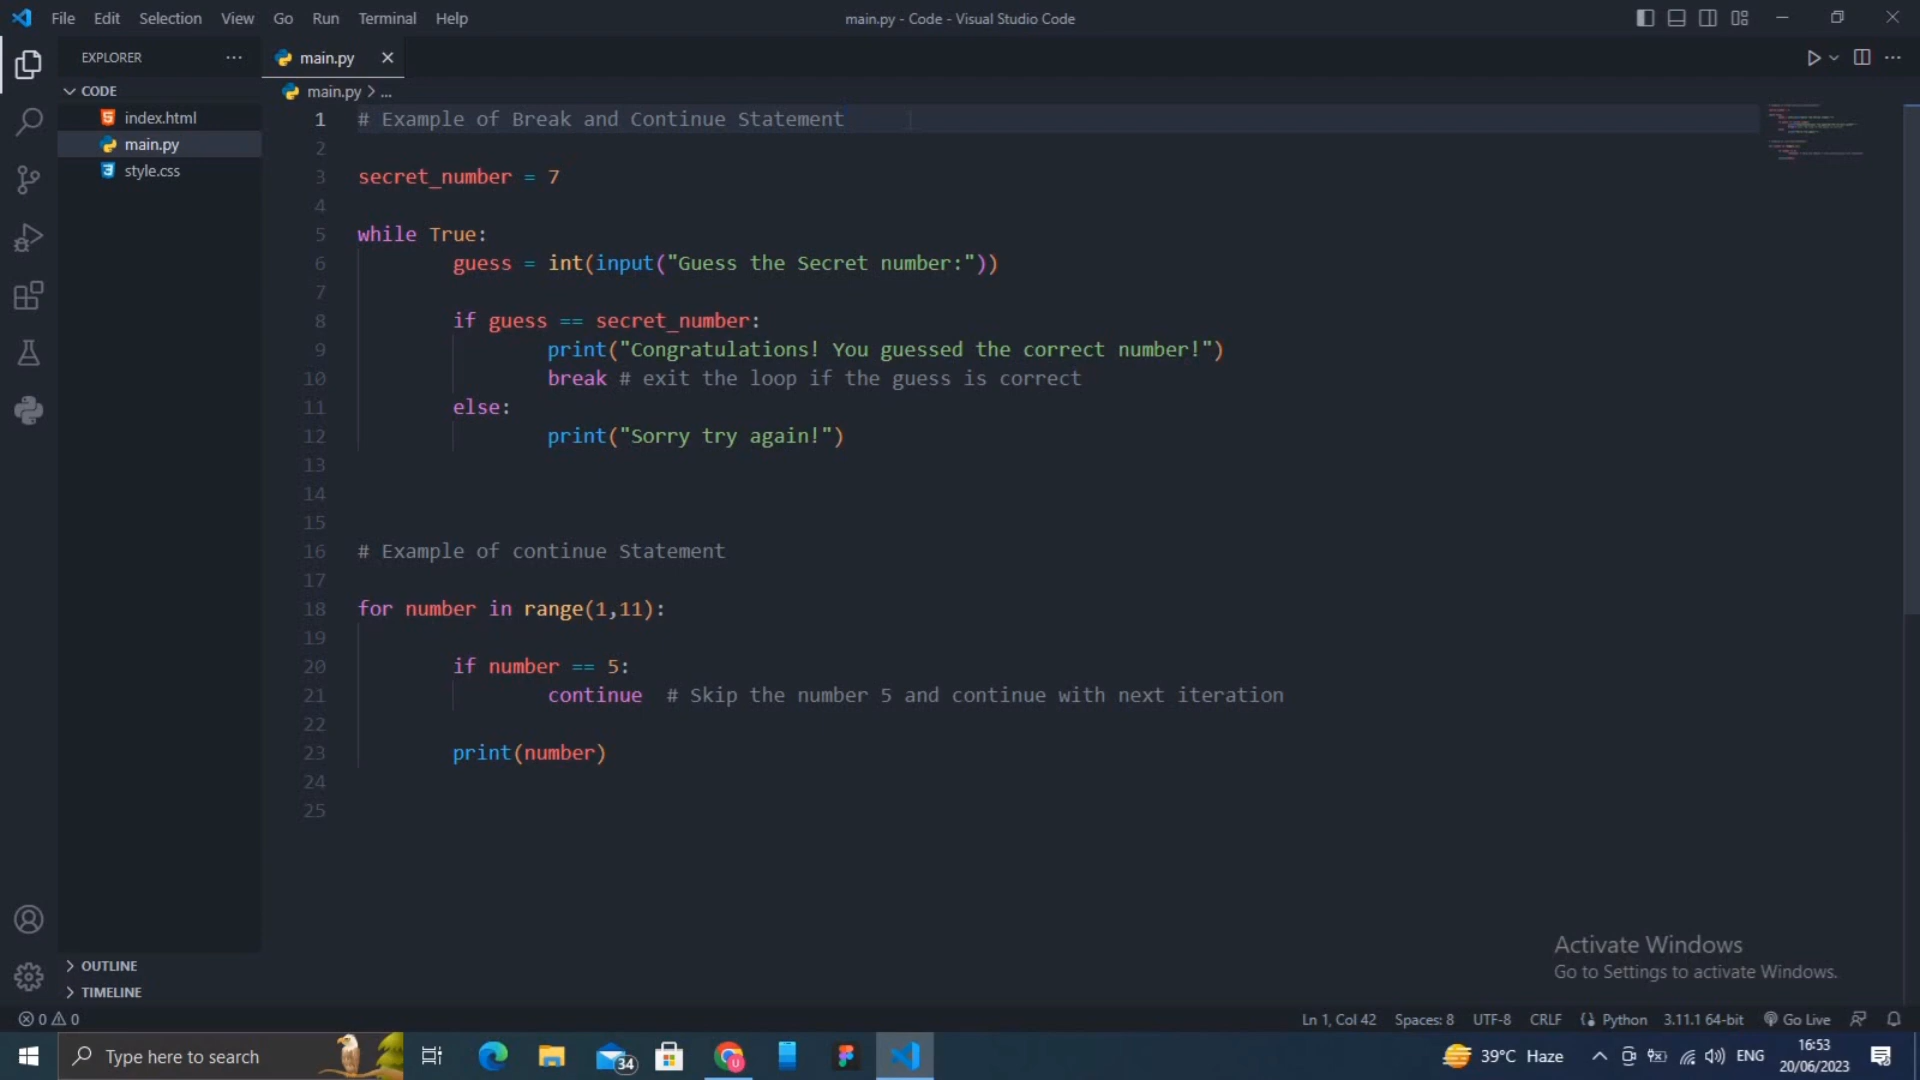 File Edit Selection View Go Run Terminal Help
main.py - Code - Visual Studio Code
EXPLORER
main.py
CODE
index.html
main.py
style.css
main.py > ...
1 # Example of Break and Continue Statement
2
3 secret_number = 7
4
5 while True:
6 guess = int(input("Guess the Secret number:"))
7
8 if guess == secret_number:
9 print("Congratulations! You guessed the correct number!")
10 break # exit the loop if the guess is correct
11 else:
12 print("Sorry try again!")
13
14
15
16 # Example of continue Statement
17
18 for number in range(1,11):
19
20 if number == 5:
21 continue # Skip the number 5 and continue with next iteration
22
23 print(number)
24
25
Activate Windows
Go to Settings to activate Windows.
OUTLINE
TIMELINE
0 0
Ln 1, Col 42 Spaces: 8 UTF-8 CRLF Python 3.11.1 64-bit Go Live
Type here to search
34
39°C Haze
ENG
16:53
20/06/2023